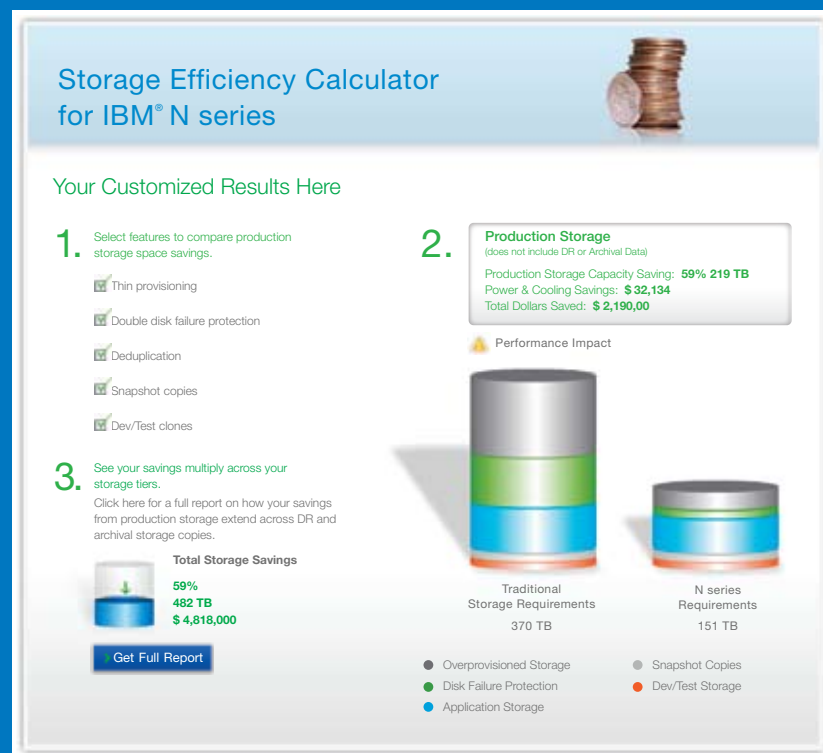 Storage Efficiency Calculator
for IBM® N series
Your Customized Results Here
1.
Select features to compare production
storage space savings.
Thin provisioning
Double disk failure protection
Deduplication
Snapshot copies
Dev/Test clones
2.
Production Storage
(does not include DR or Archival Data)
Production Storage Capacity Saving: 59% 219 TB
Power & Cooling Savings: $ 32,134
Total Dollars Saved: $ 2,190,00
Performance Impact
3.
See your savings multiply across your
storage tiers.
Click here for a full report on how your savings
from production storage extend across DR and
archival storage copies.
Total Storage Savings
59%
482 TB
$ 4,818,000
Get Full Report
Traditional
Storage Requirements
370 TB
N series
Requirements
151 TB
Overprovisioned Storage
Disk Failure Protection
Application Storage
Snapshot Copies
Dev/Test Storage